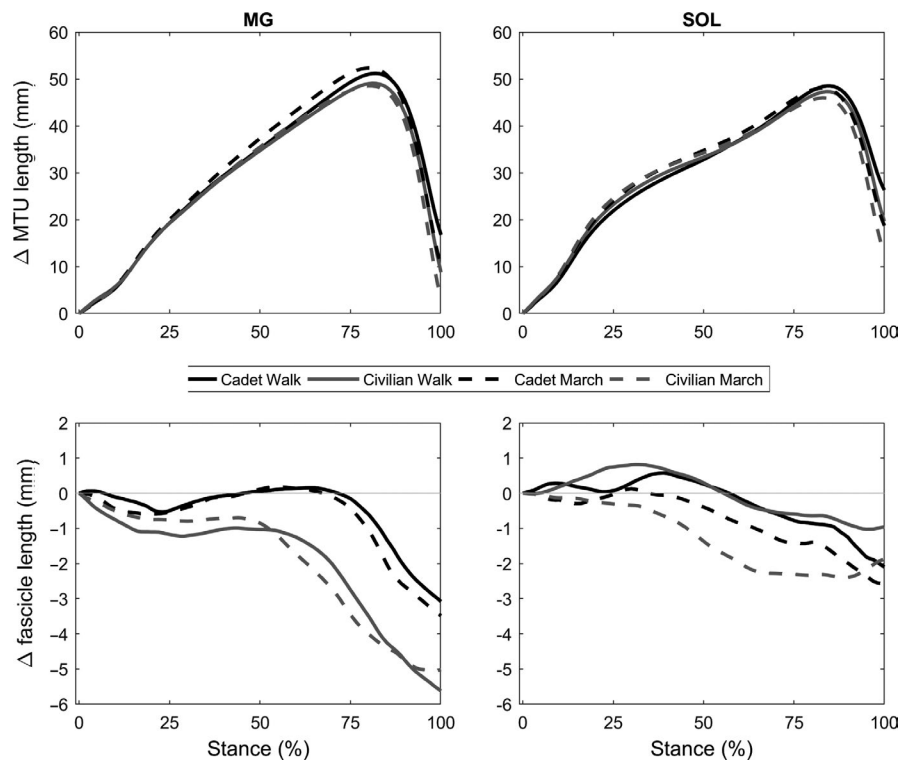 MG
SOL
Δ MTU length (mm)
60
50
40
30
20
10
0
0 25 50 75 100
60
50
40
30
20
10
0
0 25 50 75 100
Cadet Walk Civilian Walk Cadet March Civilian March
Δ fascicle length (mm)
2
1
0
-1
-2
-3
-4
-5
-6
0 25 50 75 100
Stance (%)
2
1
0
-1
-2
-3
-4
-5
-6
0 25 50 75 100
Stance (%)